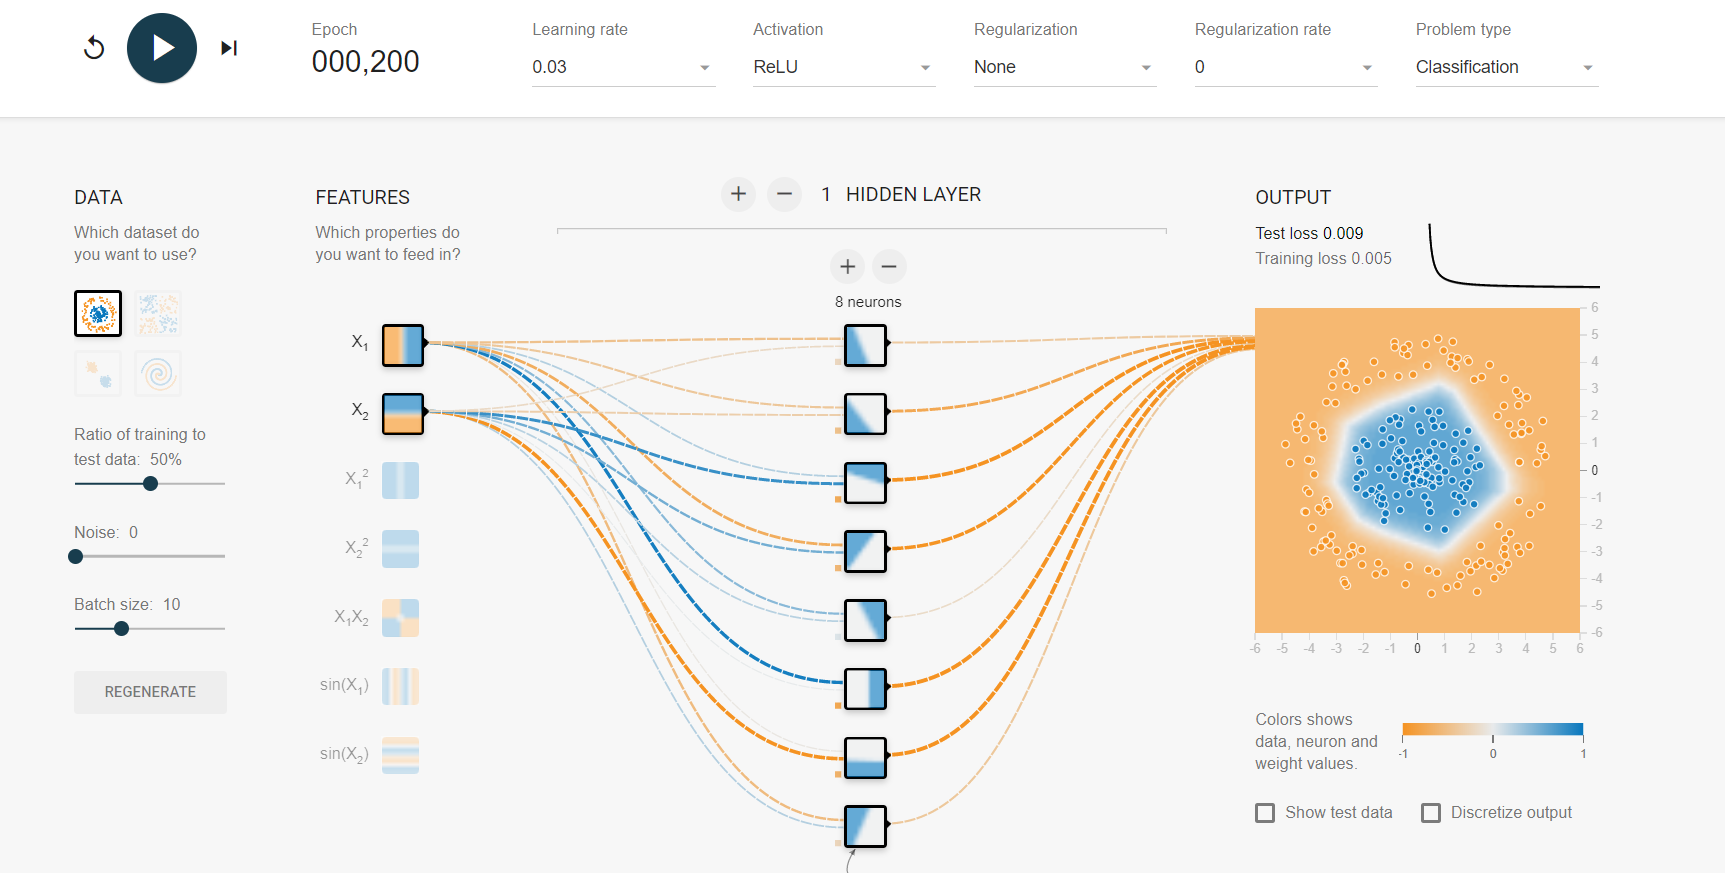 Epoch
000,200
Learning rate
0.03
Activation
ReLU
Regularization
None
Regularization rate
0
Problem type
Classification
DATA
Which dataset do
you want to use?
Ratio of training to
test data: 50%
Noise: 0
Batch size: 10
REGENERATE
FEATURES
Which properties do
you want to feed in?
X1
X2
X1²
X2²
X1X2
sin(X1)
sin(X2)
1 HIDDEN LAYER
8 neurons
OUTPUT
Test loss 0.009
Training loss 0.005
6
5
4
3
2
1
0
-1
-2
-3
-4
-5
-6
-6 -5 -4 -3 -2 -1 0 1 2 3 4 5 6
Colors shows
data, neuron and
weight values.
-1 0 1
Show test data
Discretize output